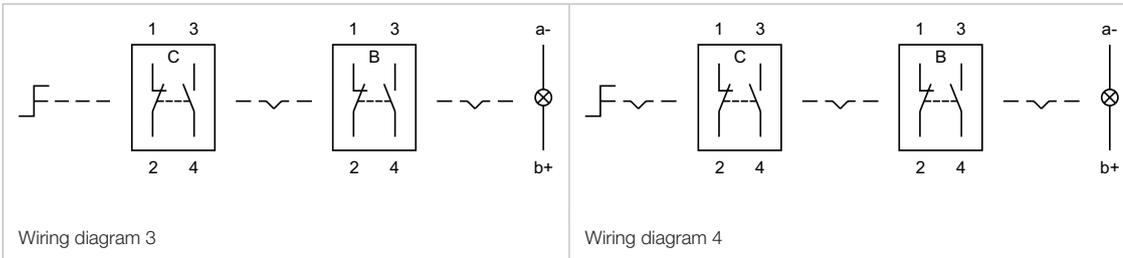 1 3 1 3 a- 1 3 1 3 a-
C B C B
2 4 2 4 b+ 2 4 2 4 b+
Wiring diagram 3 Wiring diagram 4